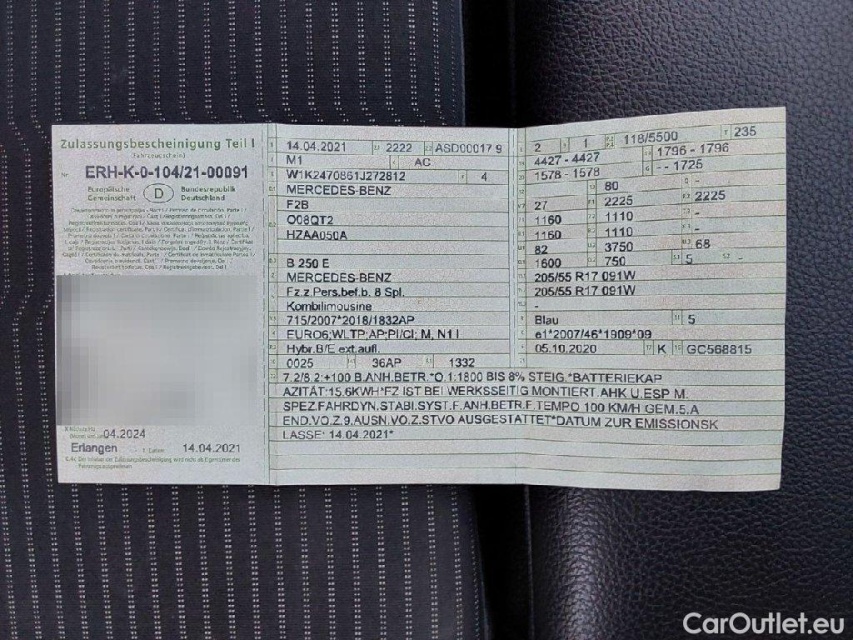 Zulassungsbescheinigung Teil I
(Fahrzeugschein)
Nr. ERH-K-0-104/21-00091
Europäische Gemeinschaft D Bundesrepublik Deutschland
-04.2024
Erlangen 14.04.2021
14.04.2021 2222 ASD00017 9
M1 AC
W1K2470861J272812 4
MERCEDES-BENZ
F2B
O08QT2
HZAA050A
B 250 E
MERCEDES-BENZ
Fz.z.Pers.bef.b. 8 Spl.
Kombilimousine
715/2007*2018/1832AP
EURO6;WLTP;AP;PI/CI; M, N1 I
Hybr.B/E ext.aufl.
0025 36AP 1332
2 1 118/5500 235
4427 - 4427 1796 - 1796
1578 - 1578 - - 1725
- 80 - -
27 2225 2225
1160 1110 -
1160 1110 -
82 3750 68
1600 750 5 -
205/55 R17 091W
205/55 R17 091W
-
Blau 5
e1*2007/46*1909*09
05.10.2020 K GC568815
7.2/8.2:+100 B.ANH.BETR.*O.1:1800 BIS 8% STEIG.*BATTERIEKAP
AZITÄT:15,6KWH*FZ IST BEI WERKSSEITIG MONTIERT.AHK U.ESP M.
SPEZ.FAHRDYN.STABI.SYST.F.ANH.BETR.F.TEMPO 100 KM/H GEM.5.A
END.VO.Z.9.AUSN.VO.Z.STVO AUSGESTATTET*DATUM ZUR EMISSIONSK
LASSE: 14.04.2021*
CarOutlet.eu